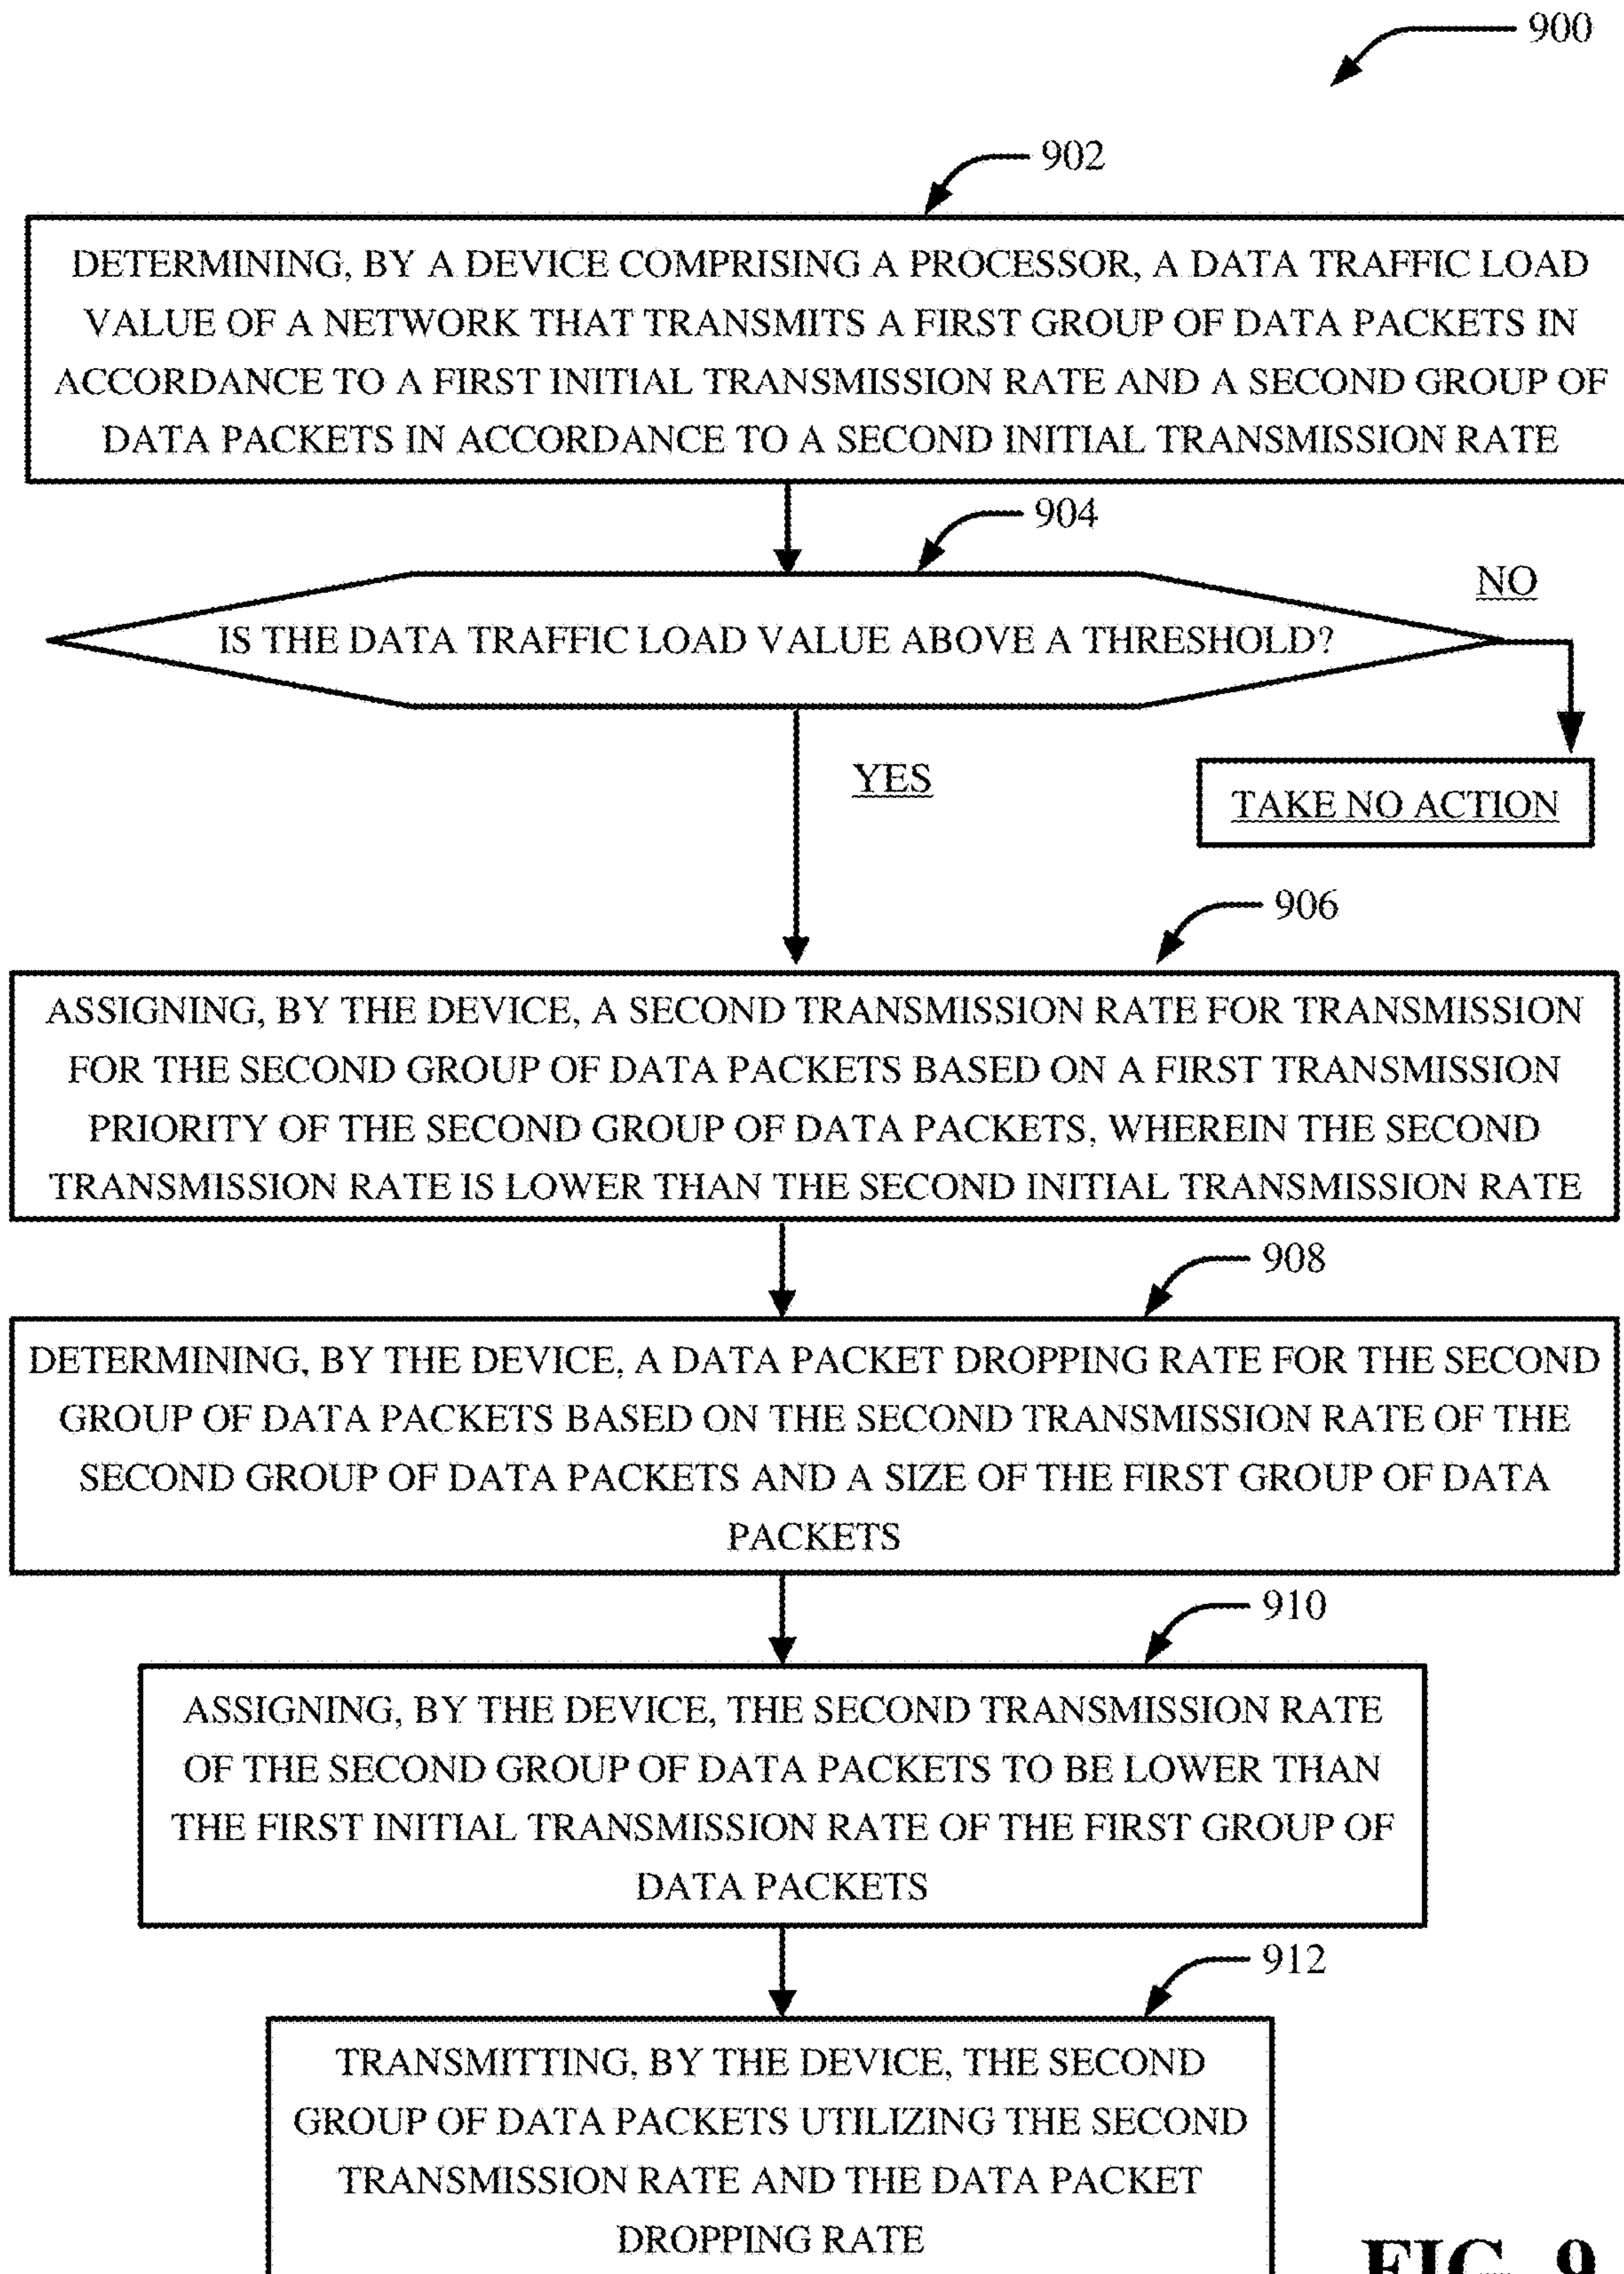 900
902
DETERMINING, BY A DEVICE COMPRISING A PROCESSOR, A DATA TRAFFIC LOAD
VALUE OF A NETWORK THAT TRANSMITS A FIRST GROUP OF DATA PACKETS IN
ACCORDANCE TO A FIRST INITIAL TRANSMISSION RATE AND A SECOND GROUP OF
DATA PACKETS IN ACCORDANCE TO A SECOND INITIAL TRANSMISSION RATE
904
NO
IS THE DATA TRAFFIC LOAD VALUE ABOVE A THRESHOLD?
YES
TAKE NO ACTION
906
ASSIGNING, BY THE DEVICE, A SECOND TRANSMISSION RATE FOR TRANSMISSION
FOR THE SECOND GROUP OF DATA PACKETS BASED ON A FIRST TRANSMISSION
PRIORITY OF THE SECOND GROUP OF DATA PACKETS, WHEREIN THE SECOND
TRANSMISSION RATE IS LOWER THAN THE SECOND INITIAL TRANSMISSION RATE
908
DETERMINING, BY THE DEVICE, A DATA PACKET DROPPING RATE FOR THE SECOND
GROUP OF DATA PACKETS BASED ON THE SECOND TRANSMISSION RATE OF THE
SECOND GROUP OF DATA PACKETS AND A SIZE OF THE FIRST GROUP OF DATA
PACKETS
910
ASSIGNING, BY THE DEVICE, THE SECOND TRANSMISSION RATE
OF THE SECOND GROUP OF DATA PACKETS TO BE LOWER THAN
THE FIRST INITIAL TRANSMISSION RATE OF THE FIRST GROUP OF
DATA PACKETS
912
TRANSMITTING, BY THE DEVICE, THE SECOND
GROUP OF DATA PACKETS UTILIZING THE SECOND
TRANSMISSION RATE AND THE DATA PACKET
DROPPING RATE
FIG. 9